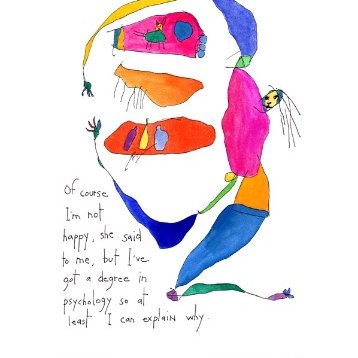 Of course
I'm not
happy, she said
to me, but I've
got a degree in
psychology so at
least I can explain why.